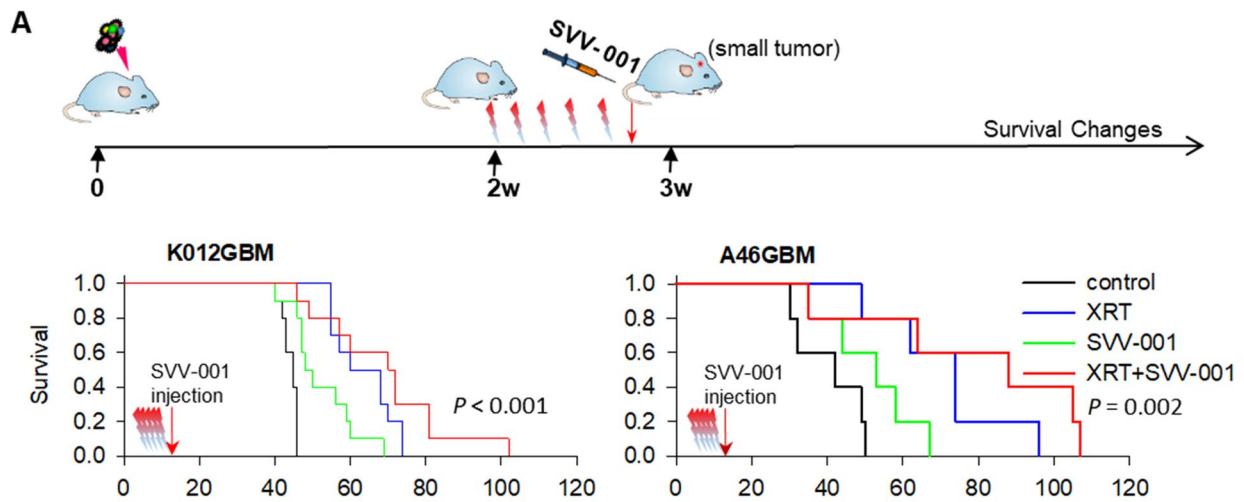 A
SVV-001
(small tumor)
Survival Changes
0
2w
3w
K012GBM
A46GBM
Survival
1.0
0.8
0.6
0.4
0.2
0.0
SVV-001
injection
P < 0.001
0 20 40 60 80 100 120
1.0
0.8
0.6
0.4
0.2
0.0
SVV-001
injection
control
XRT
SVV-001
XRT+SVV-001
P = 0.002
0 20 40 60 80 100 120